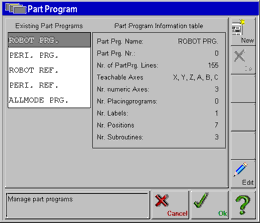 Part Program
Existing Part Programs
ROBOT PRG.
PERI. PRG.
ROBOT REF.
PERI. REF.
ALLMODE PRG.
Part Program Information table
Part Prg. Name: ROBOT PRG.
Part Prg. Nr.: 0
Nr. of PartPrg. Lines: 155
Teachable Axes X, Y, Z, A, B, C
Nr. numeric Axes: 3
Nr. Placingprograms: 0
Nr. Labels: 1
Nr. Positions 7
Nr. Subroutines: 3
New
Edit
Manage part programs
Cancel
Ok